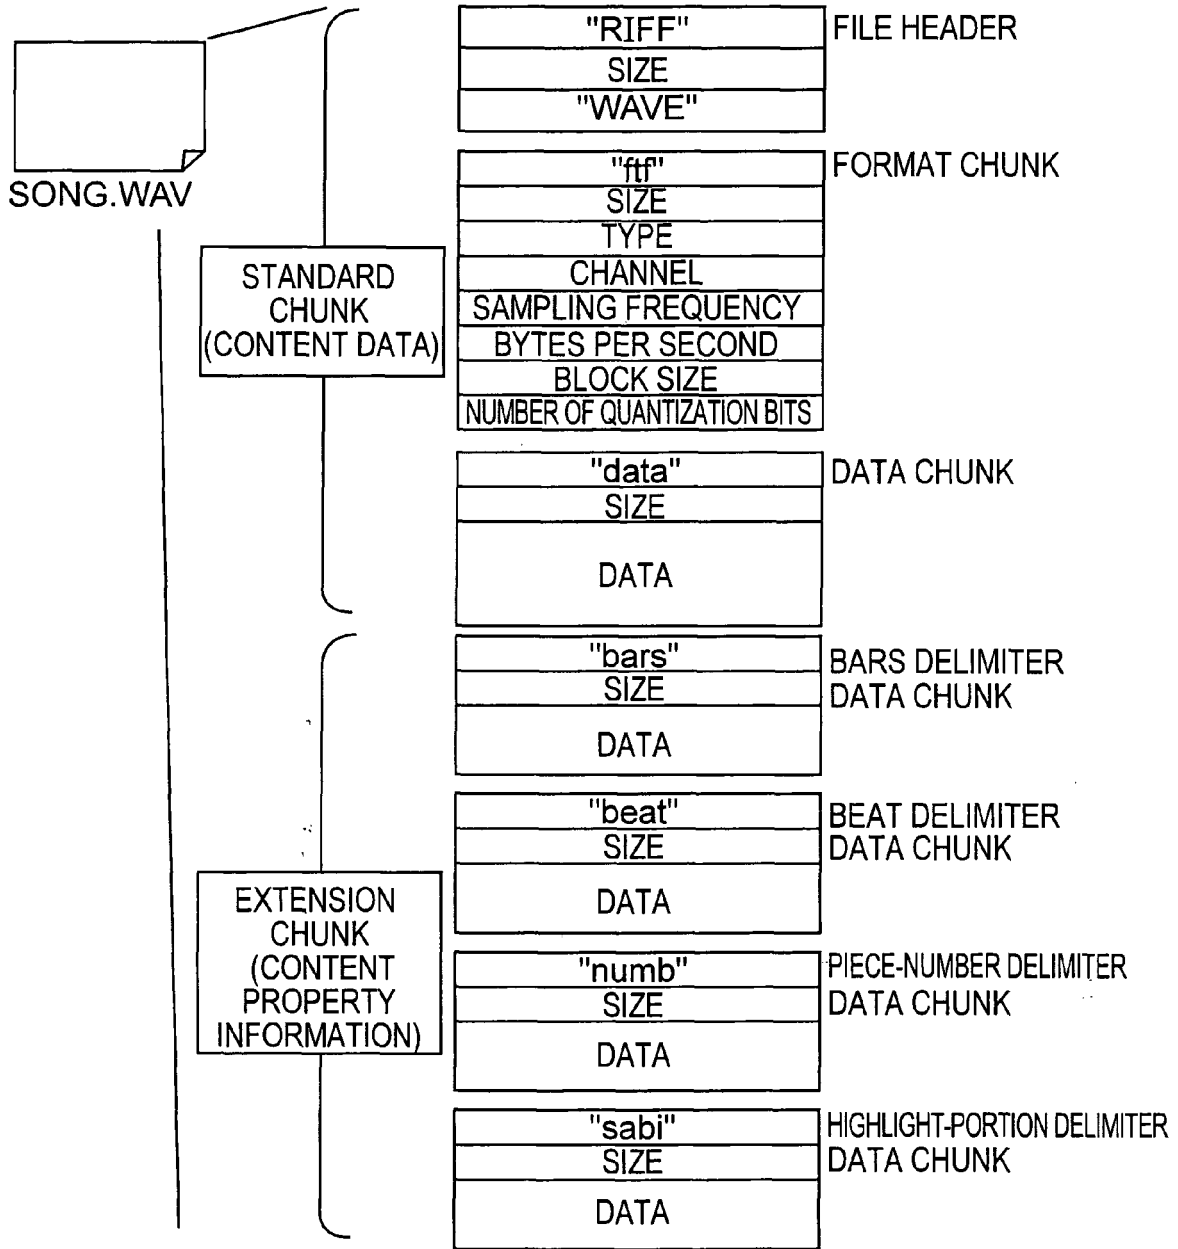 "RIFF"
FILE HEADER
SIZE
"WAVE"
SONG.WAV
"ftf"
FORMAT CHUNK
SIZE
TYPE
CHANNEL
SAMPLING FREQUENCY
BYTES PER SECOND
BLOCK SIZE
NUMBER OF QUANTIZATION BITS
STANDARD
CHUNK
(CONTENT DATA)
"data"
DATA CHUNK
SIZE
DATA
"bars"
BARS DELIMITER
DATA CHUNK
SIZE
DATA
"beat"
BEAT DELIMITER
DATA CHUNK
SIZE
DATA
EXTENSION
CHUNK
(CONTENT
PROPERTY
INFORMATION)
"numb"
PIECE-NUMBER DELIMITER
DATA CHUNK
SIZE
DATA
"sabi"
HIGHLIGHT-PORTION DELIMITER
DATA CHUNK
SIZE
DATA